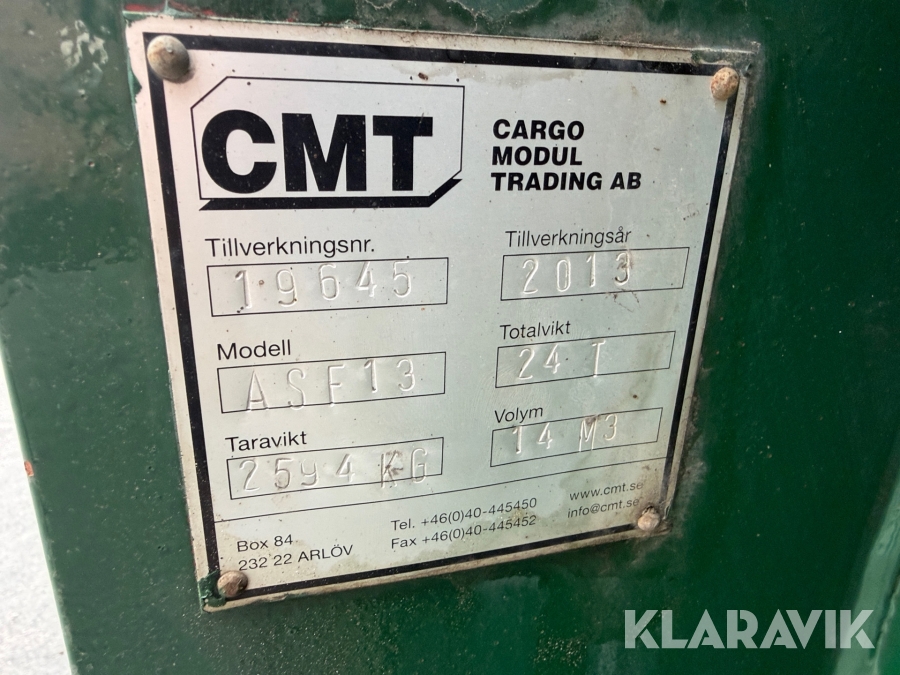 CMT
CARGO
MODUL
TRADING AB
Tillverkningsnr.
19645
Tillverkningsår
2013
Modell
ASF13
Totalvikt
24 T
Taravikt
2594 KG
Volym
14 M3
Box 84
232 22 ARLÖV
Tel. +46(0)40-445450
Fax +46(0)40-445452
www.cmt.se
info@cmt.se
KLARAVIK